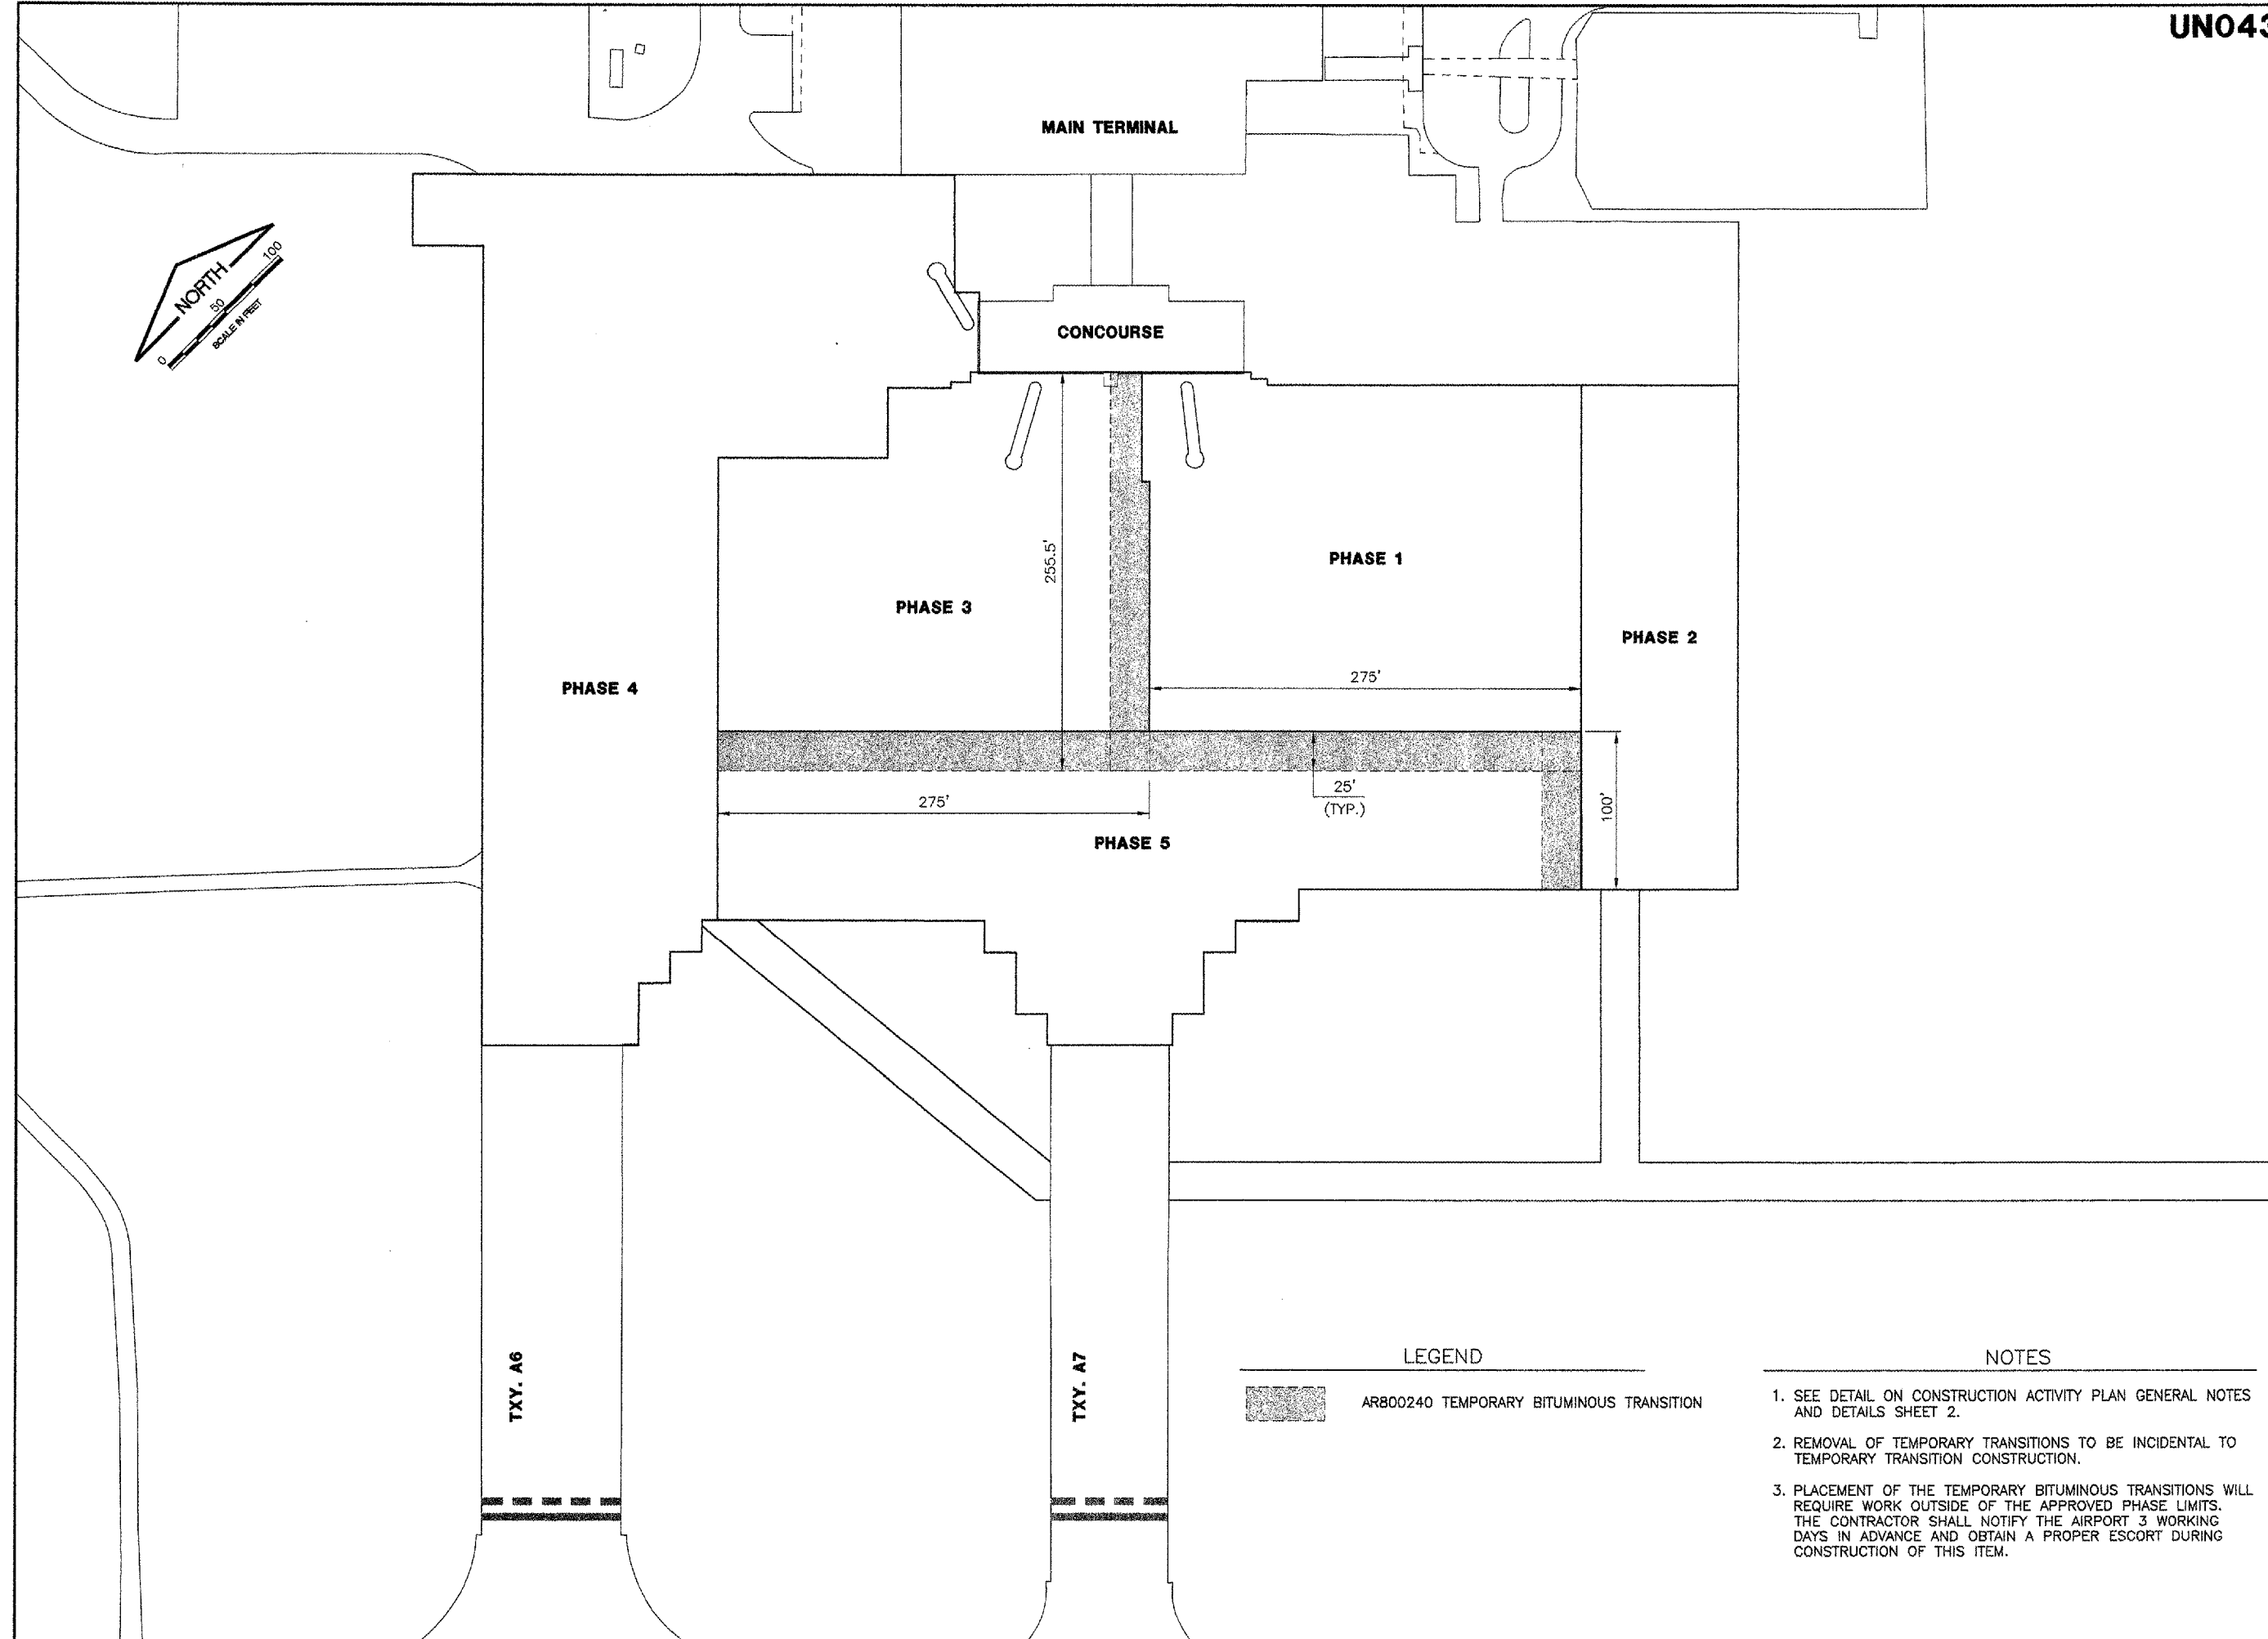 UN043
MAIN TERMINAL
NORTH
0
50
100
SCALE IN FEET
CONCOURSE
255.5'
PHASE 1
PHASE 3
PHASE 2
PHASE 4
275'
275'
25'
(TYP.)
100'
PHASE 5
TXY. A6
TXY. A7
LEGEND
AR800240 TEMPORARY BITUMINOUS TRANSITION
NOTES
1. SEE DETAIL ON CONSTRUCTION ACTIVITY PLAN GENERAL NOTES
AND DETAILS SHEET 2.
2. REMOVAL OF TEMPORARY TRANSITIONS TO BE INCIDENTAL TO
TEMPORARY TRANSITION CONSTRUCTION.
3. PLACEMENT OF THE TEMPORARY BITUMINOUS TRANSITIONS WILL
REQUIRE WORK OUTSIDE OF THE APPROVED PHASE LIMITS.
THE CONTRACTOR SHALL NOTIFY THE AIRPORT 3 WORKING
DAYS IN ADVANCE AND OBTAIN A PROPER ESCORT DURING
CONSTRUCTION OF THIS ITEM.